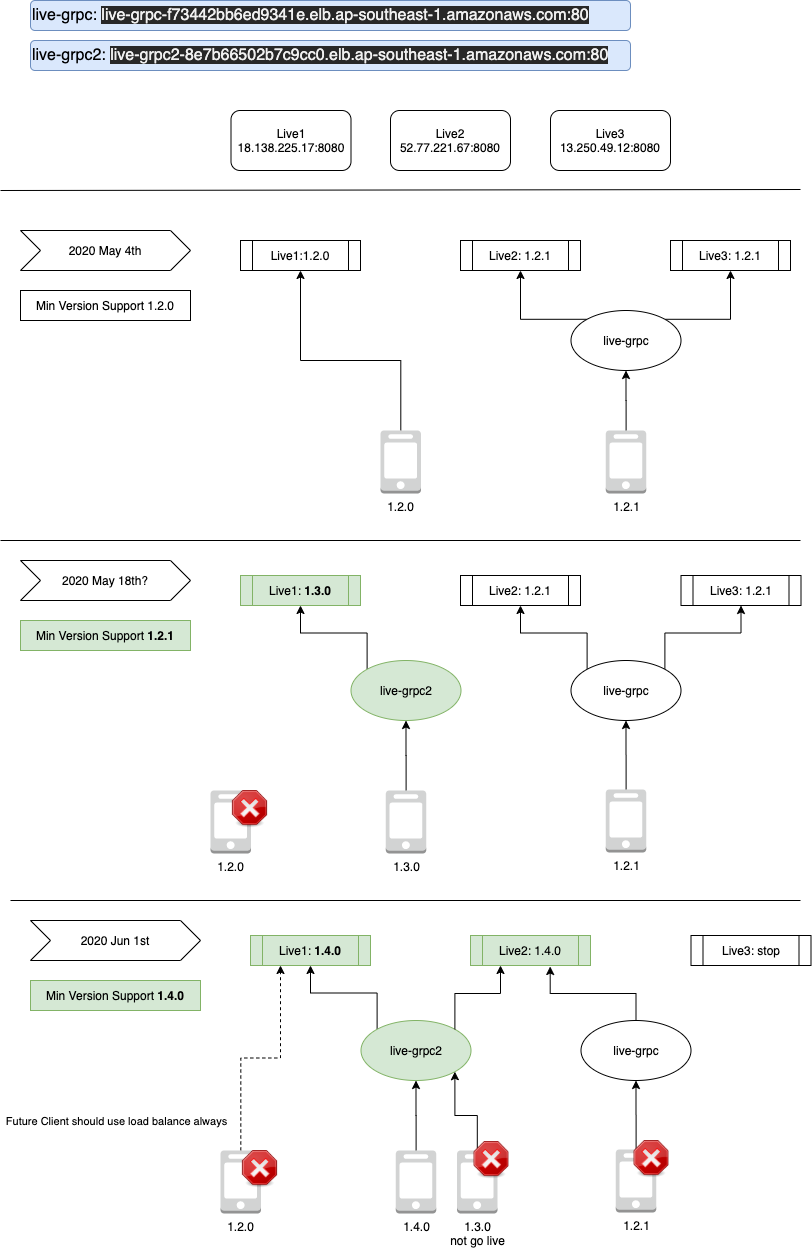 live-grpc: live-grpc-f73442bb6ed9341e.elb.ap-southeast-1.amazonaws.com:80
live-grpc2: live-grpc2-8e7b66502b7c9cc0.elb.ap-southeast-1.amazonaws.com:80
Live1
18.138.225.17:8080
Live2
52.77.221.67:8080
Live3
13.250.49.12:8080
2020 May 4th
Min Version Support 1.2.0
Live1:1.2.0
Live2: 1.2.1
Live3: 1.2.1
live-grpc
1.2.0
1.2.1
2020 May 18th?
Min Version Support 1.2.1
Live1: 1.3.0
Live2: 1.2.1
Live3: 1.2.1
live-grpc2
live-grpc
1.2.0
1.3.0
1.2.1
2020 Jun 1st
Min Version Support 1.4.0
Live1: 1.4.0
Live2: 1.4.0
Live3: stop
live-grpc2
live-grpc
Future Client should use load balance always
1.2.0
1.4.0
1.3.0
not go live
1.2.1